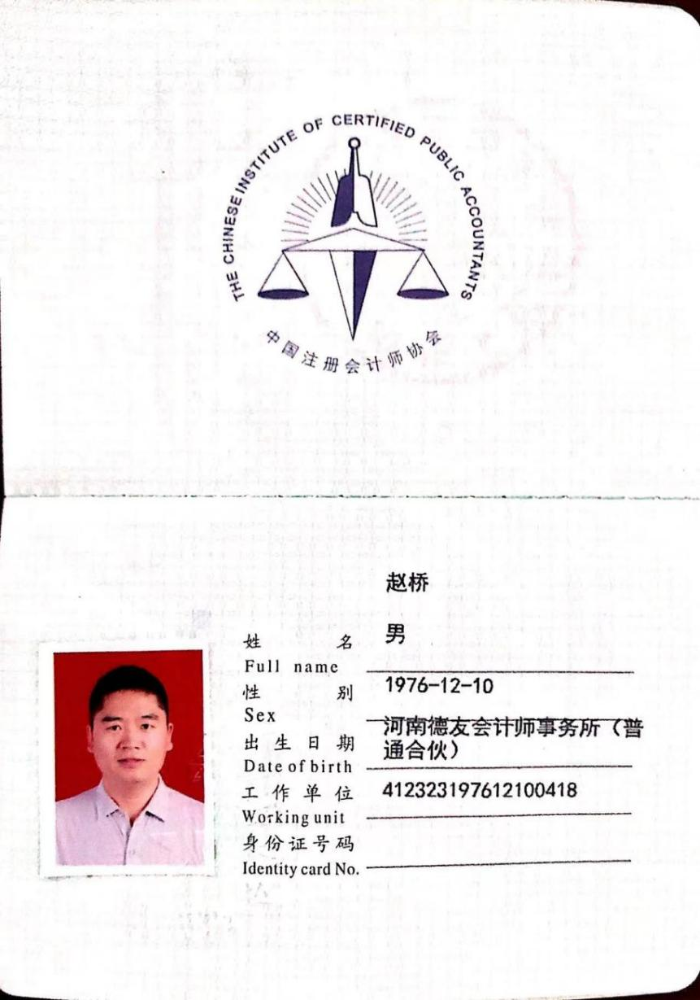 THE CHINESE INSTITUTE OF CERTIFIED PUBLIC ACCOUNTANTS
中国注册会计师协会
赵桥
姓名 男
Full name
性别 1976-12-10
Sex
河南德友会计师事务所（普
出生日期 通合伙）
Date of birth
工作单位 412323197612100418
Working unit
身份证号码
Identity card No.